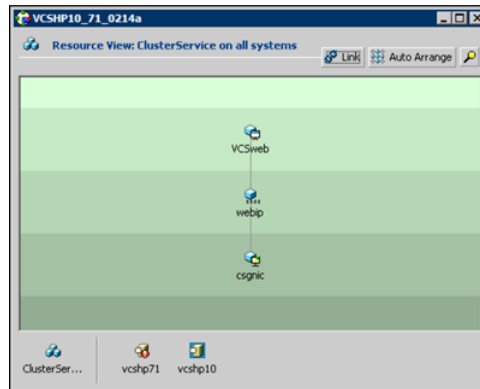 VCSHP10_71_0214a
Resource View: ClusterService on all systems
Link
Auto Arrange
VCSweb
webip
csgnic
ClusterSer...
vcshp71
vcshp10